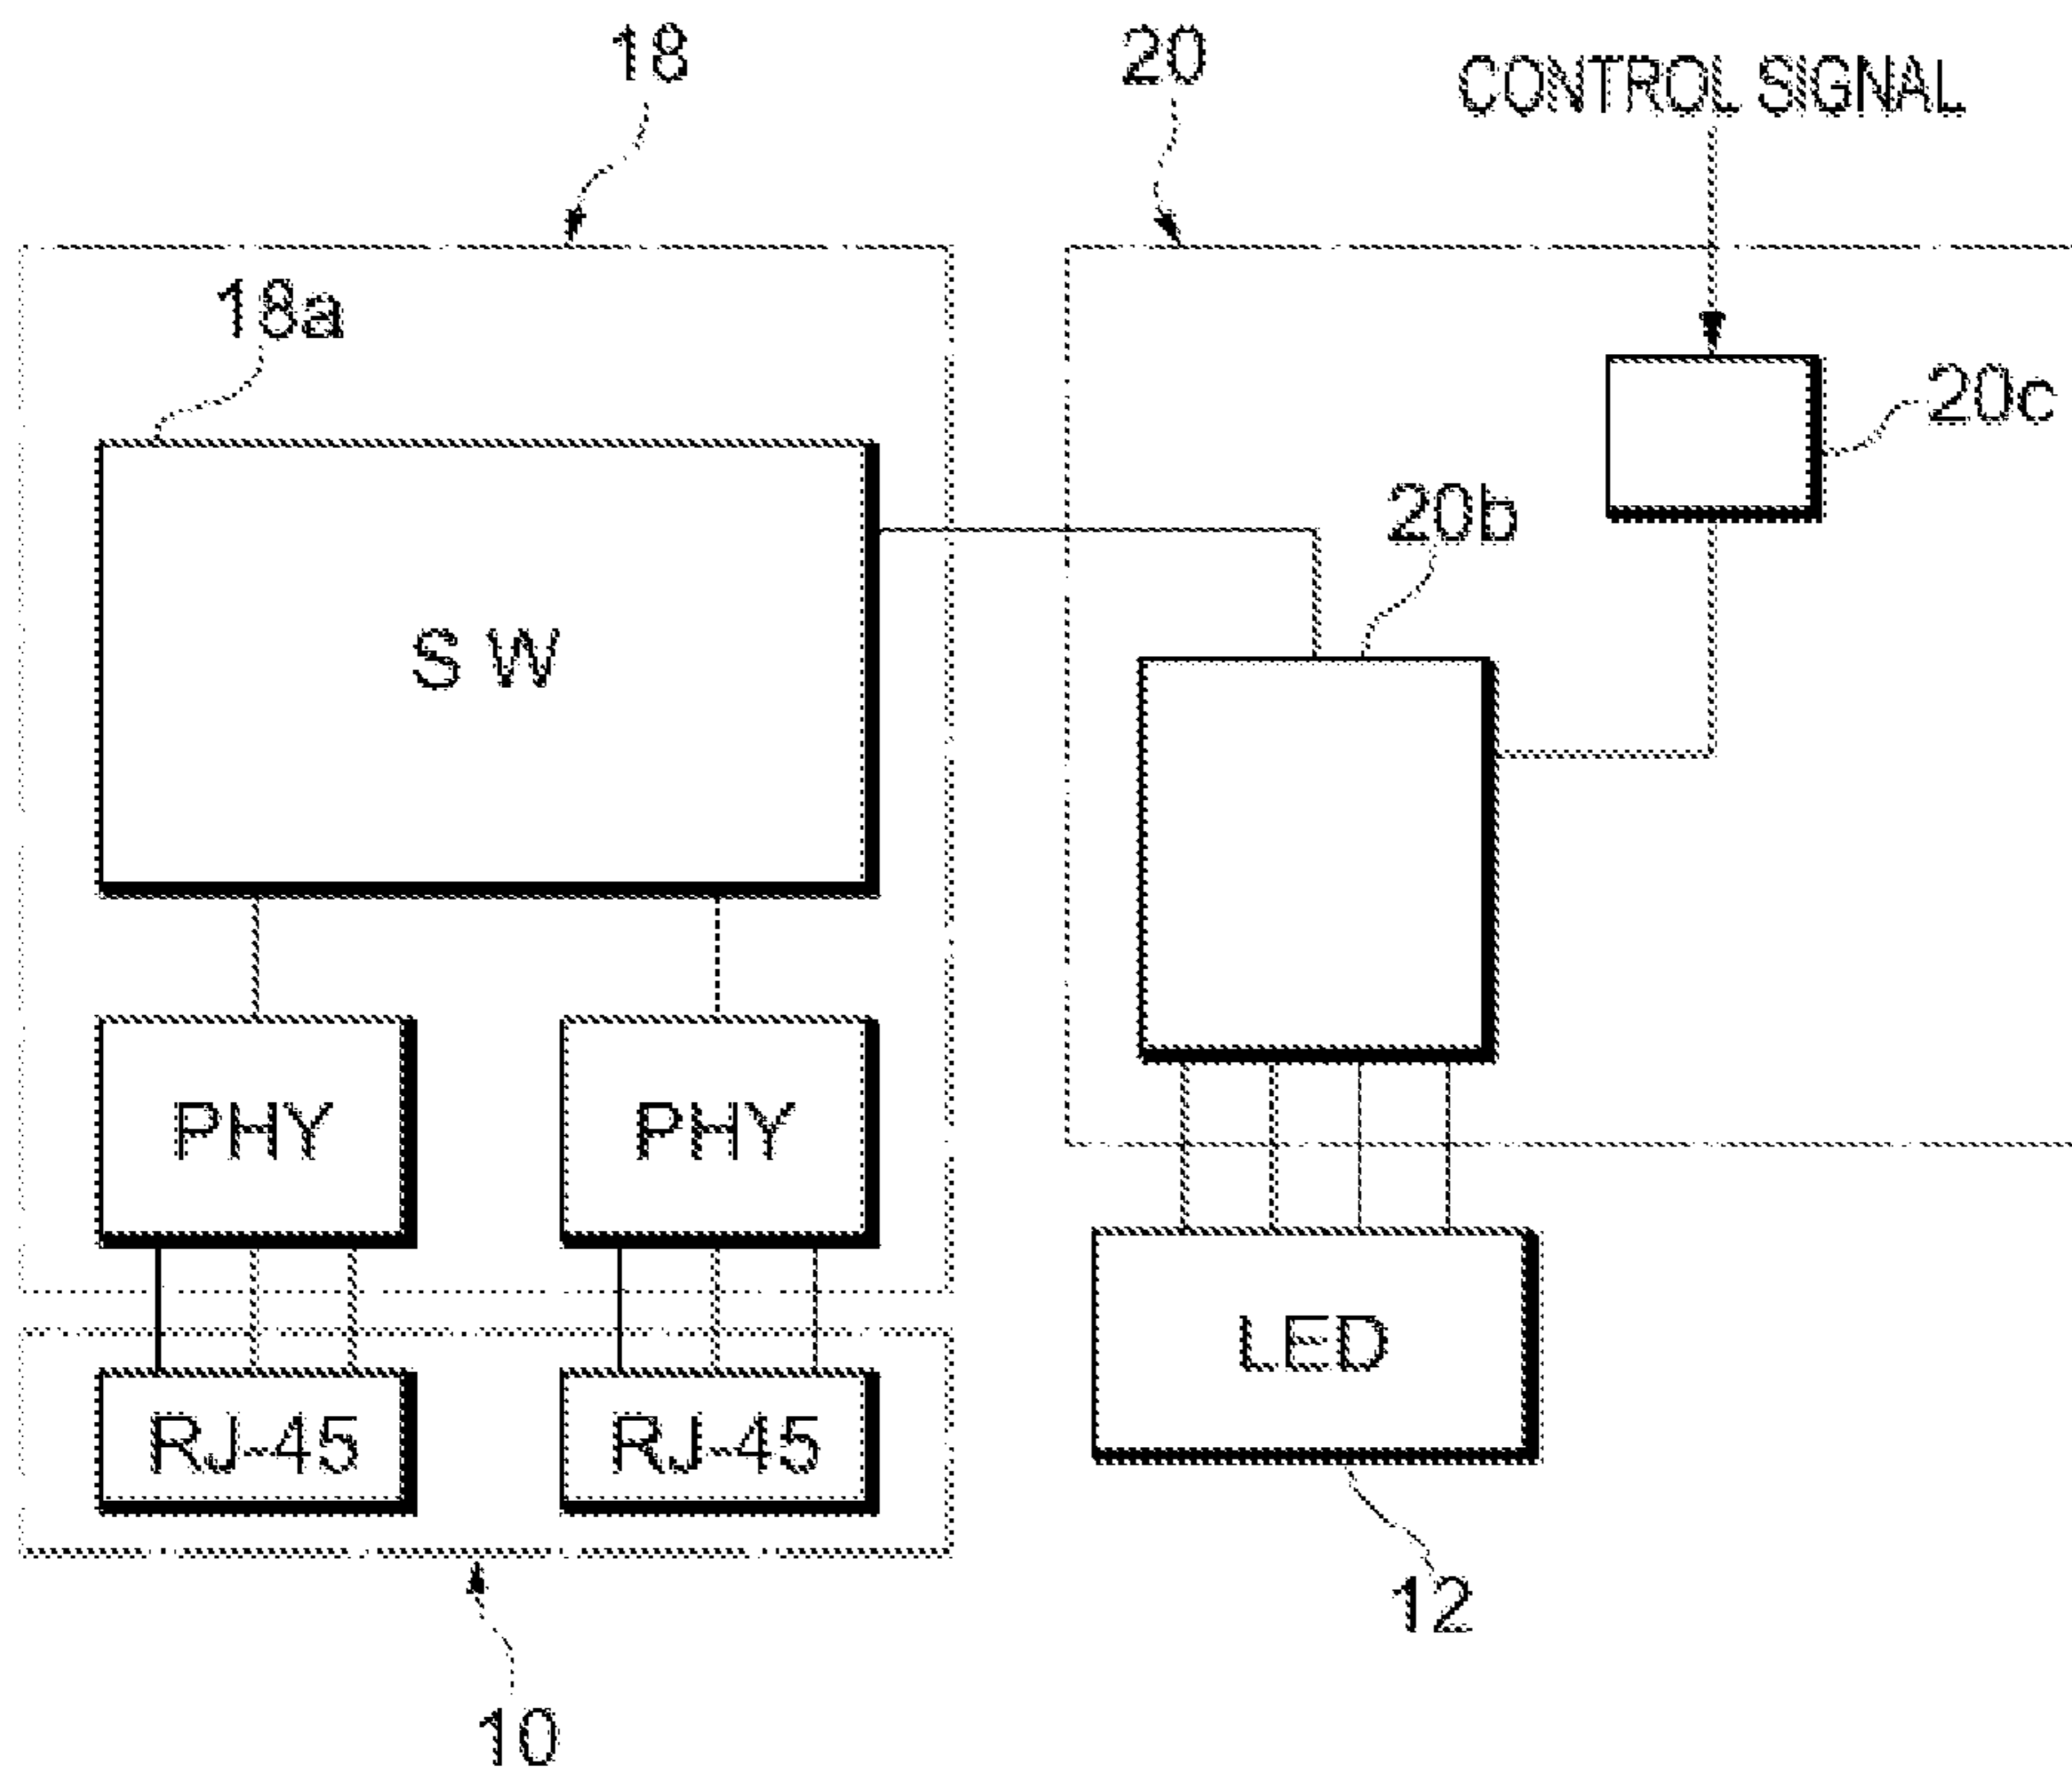 18
20
CONTROL SIGNAL
18a
20c
20b
S W
PHY
PHY
LED
RJ-45
RJ-45
12
10